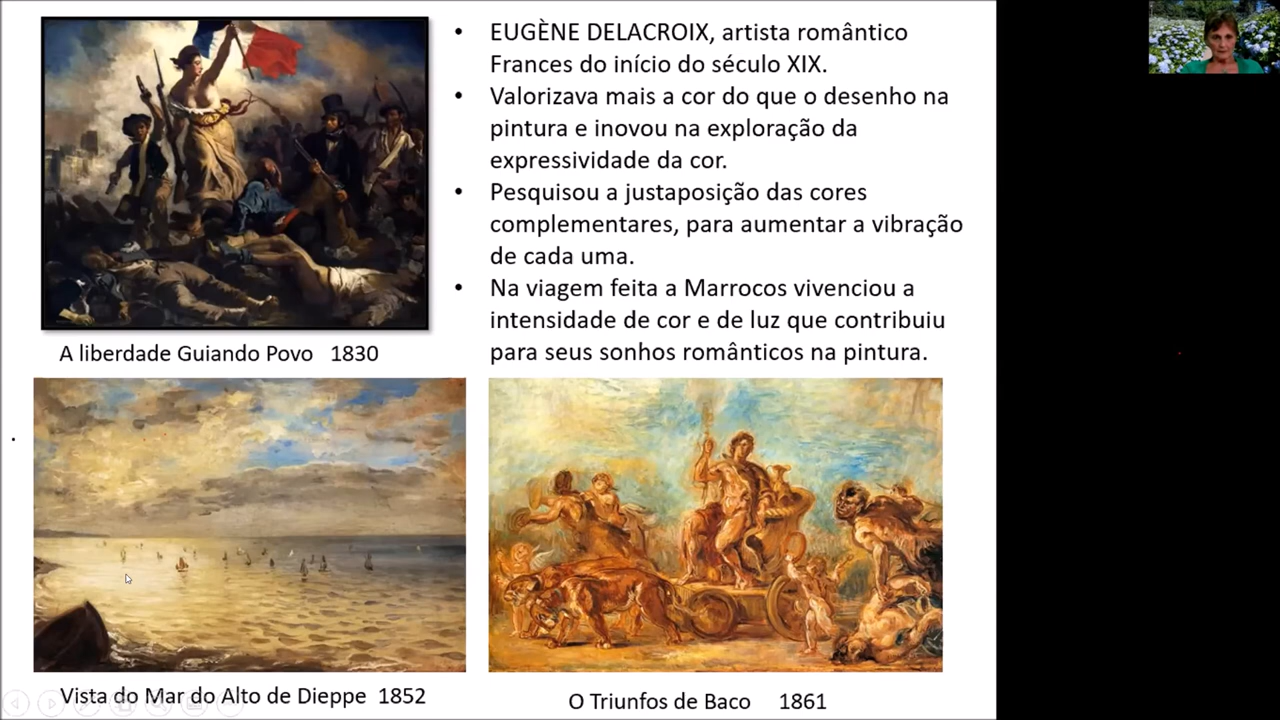 • EUGÈNE DELACROIX, artista romântico
Frances do início do século XIX.
• Valorizava mais a cor do que o desenho na
pintura e inovou na exploração da
expressividade da cor.
• Pesquisou a justaposição das cores
complementares, para aumentar a vibração
de cada uma.
• Na viagem feita a Marrocos vivenciou a
intensidade de cor e de luz que contribuiu
para seus sonhos românticos na pintura.
A liberdade Guiando Povo 1830
Vista do Mar do Alto de Dieppe 1852
O Triunfos de Baco 1861